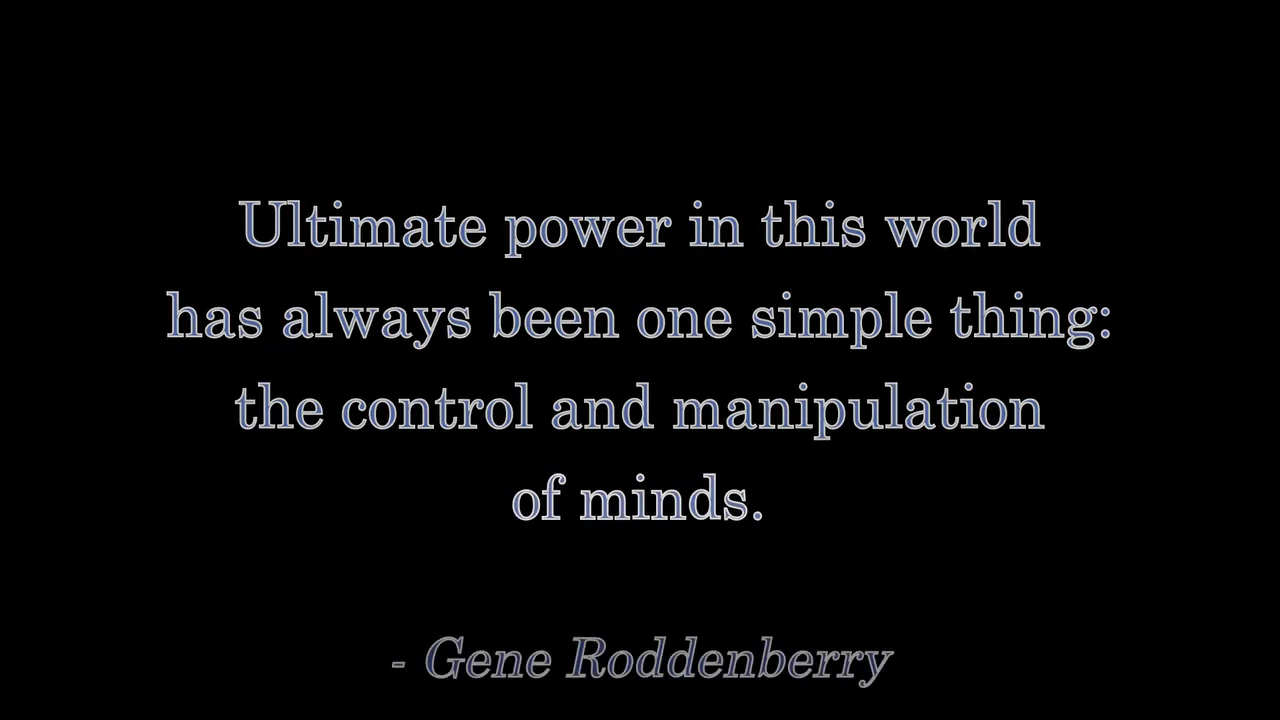 Ultimate power in this world
has always been one simple thing:
the control and manipulation
of minds.
- Gene Roddenberry